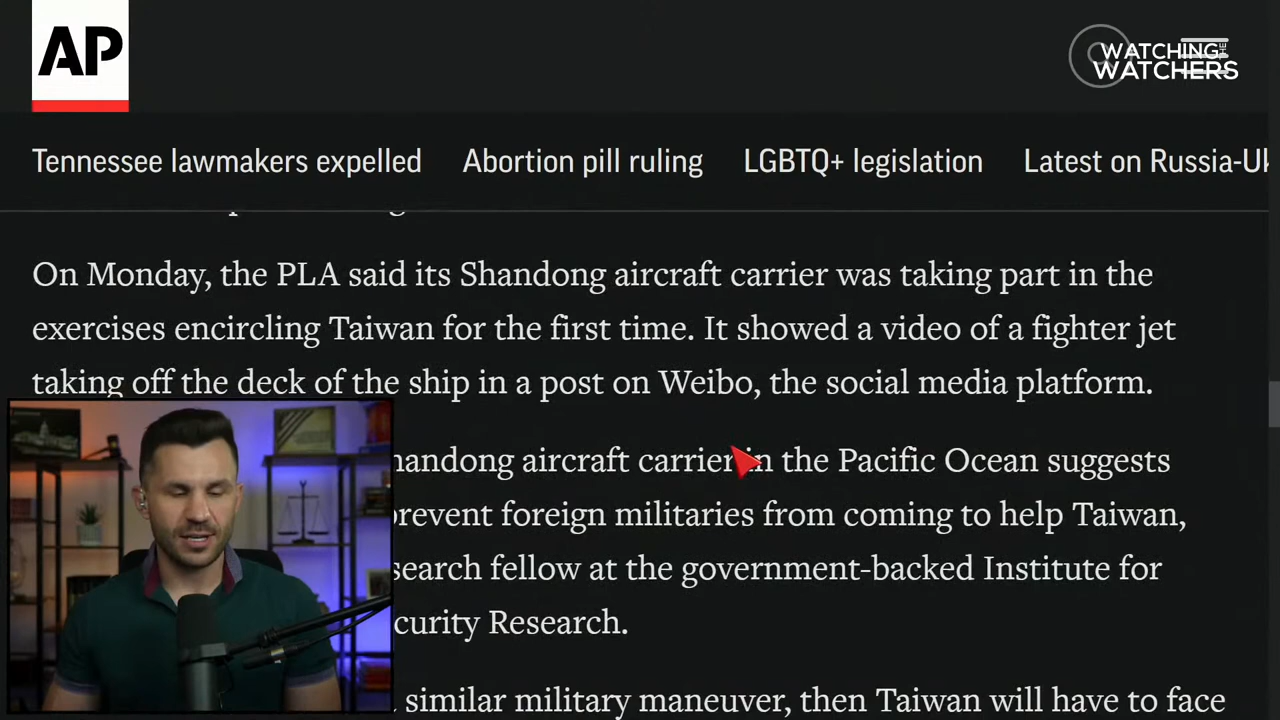 AP
WATCHING THE
WATCHERS
Tennessee lawmakers expelled Abortion pill ruling LGBTQ+ legislation Latest on Russia-Uk
On Monday, the PLA said its Shandong aircraft carrier was taking part in the
exercises encircling Taiwan for the first time. It showed a video of a fighter jet
taking off the deck of the ship in a post on Weibo, the social media platform.
handong aircraft carrier in the Pacific Ocean suggests
prevent foreign militaries from coming to help Taiwan,
search fellow at the government-backed Institute for
curity Research.
similar military maneuver, then Taiwan will have to face